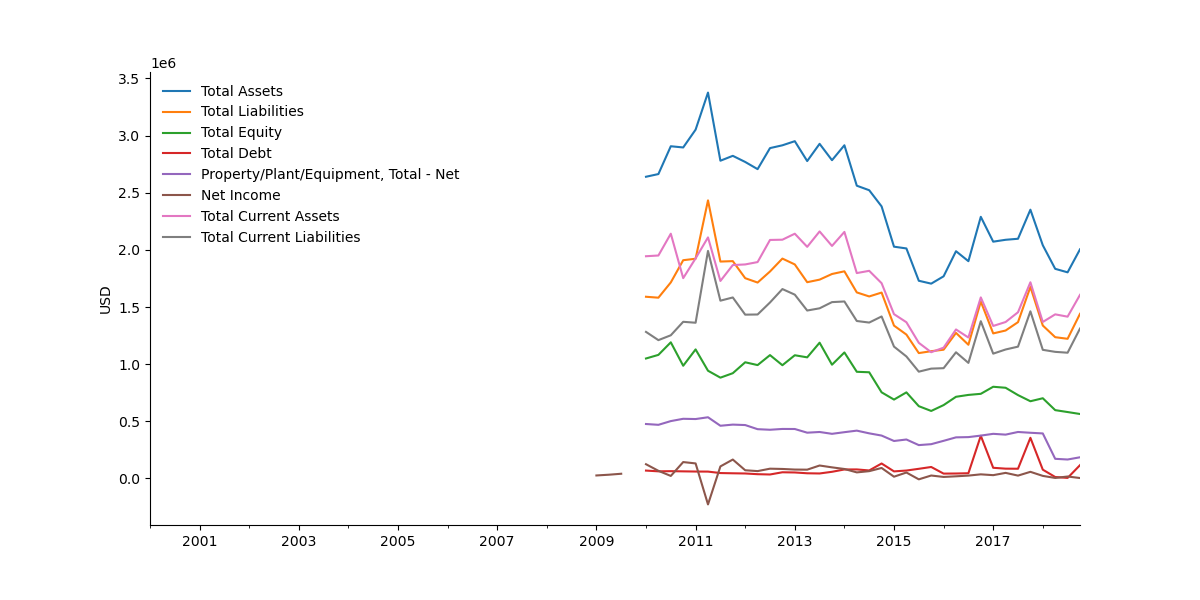 1e6
3.5
3.0
2.5
2.0
1.5
1.0
0.5
0.0
USD
Total Assets
Total Liabilities
Total Equity
Total Debt
Property/Plant/Equipment, Total - Net
Net Income
Total Current Assets
Total Current Liabilities
2001 2003 2005 2007 2009 2011 2013 2015 2017